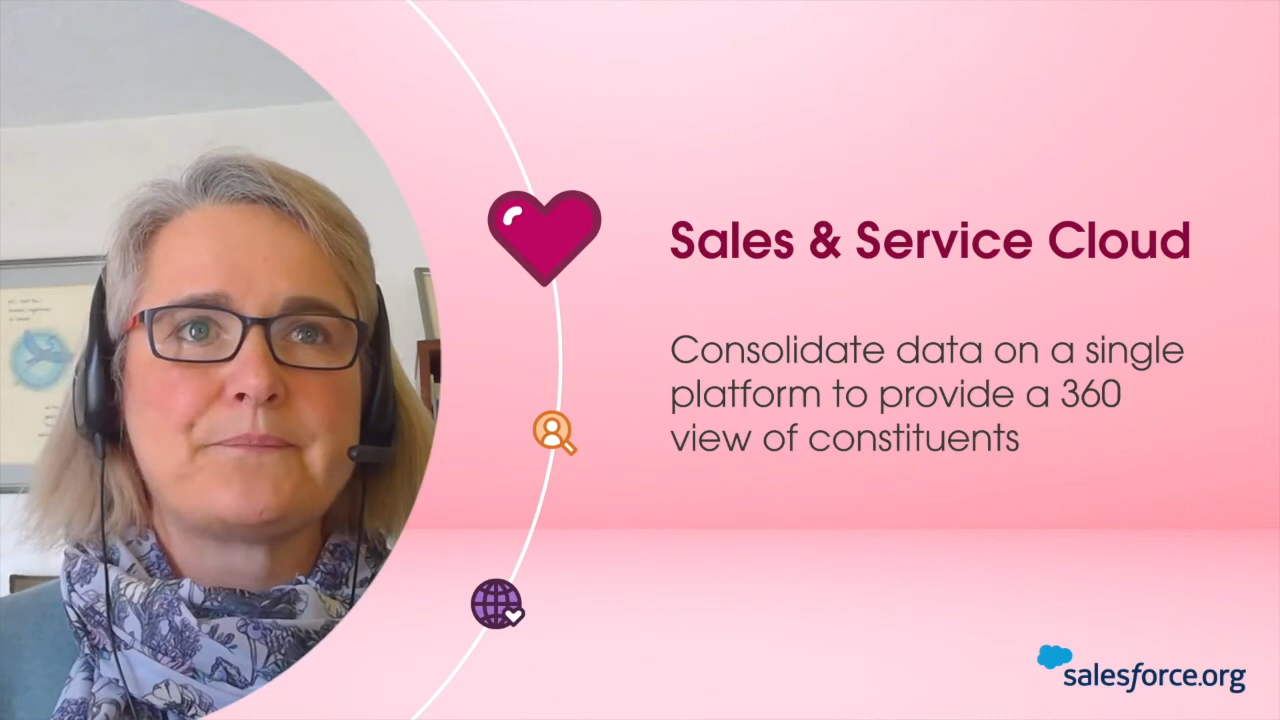 Sales & Service Cloud
Consolidate data on a single
platform to provide a 360
view of constituents
salesforce.org